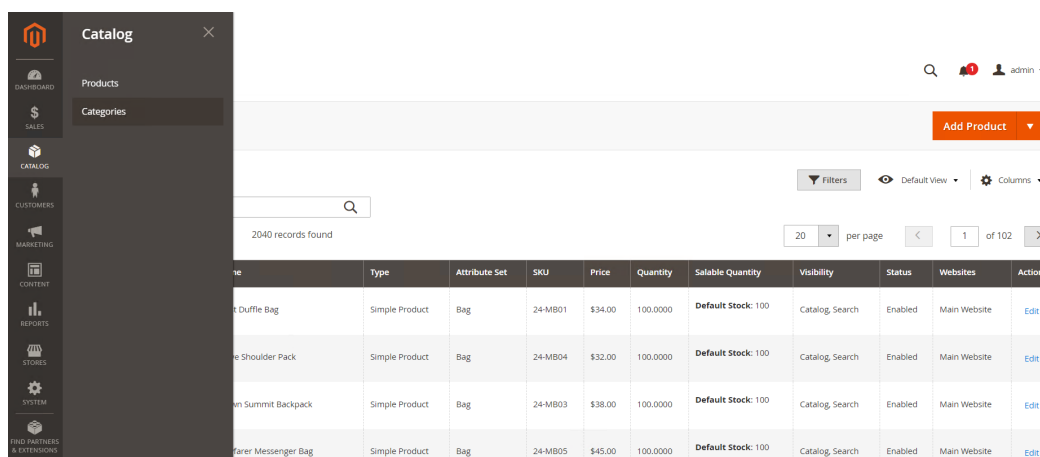 Catalog
Products
Categories
DASHBOARD
SALES
CATALOG
CUSTOMERS
MARKETING
CONTENT
REPORTS
STORES
SYSTEM
FIND PARTNERS
& EXTENSIONS
1 admin
Add Product
Filters Default View Columns
2040 records found 20 per page 1 of 102
Type Attribute Set SKU Price Quantity Salable Quantity Visibility Status Websites
Duffle Bag Simple Product Bag 24-MB01 $34.00 100.0000 Default Stock: 100 Catalog, Search Enabled Main Website Edit
Shoulder Pack Simple Product Bag 24-MB04 $32.00 100.0000 Default Stock: 100 Catalog, Search Enabled Main Website Edit
Summit Backpack Simple Product Bag 24-MB03 $38.00 100.0000 Default Stock: 100 Catalog, Search Enabled Main Website Edit
Messenger Bag Simple Product Bag 24-MB05 $45.00 100.0000 Default Stock: 100 Catalog, Search Enabled Main Website Edit